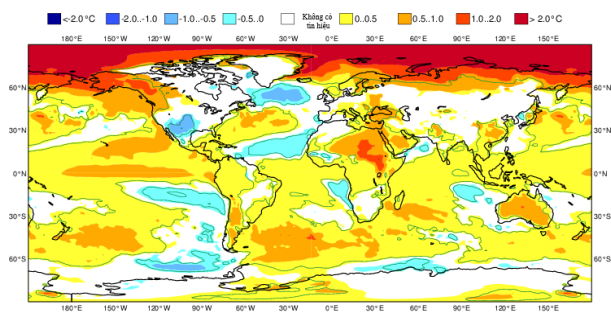 <-2.0°C -2.0..-1.0 -1.0..-0.5 -0.5..0 Không có tín hiệu 0..0.5 0.5..1.0 1.0..2.0 > 2.0°C
180°E 150°W 120°W 90°W 60°W 30°W 0°E 30°E 60°E 90°E 120°E 150°E
60°N 60°N
30°N 30°N
0°N 0°N
30°S 30°S
60°S 60°S
180°E 150°W 120°W 90°W 60°W 30°W 0°E 30°E 60°E 90°E 120°E 150°E